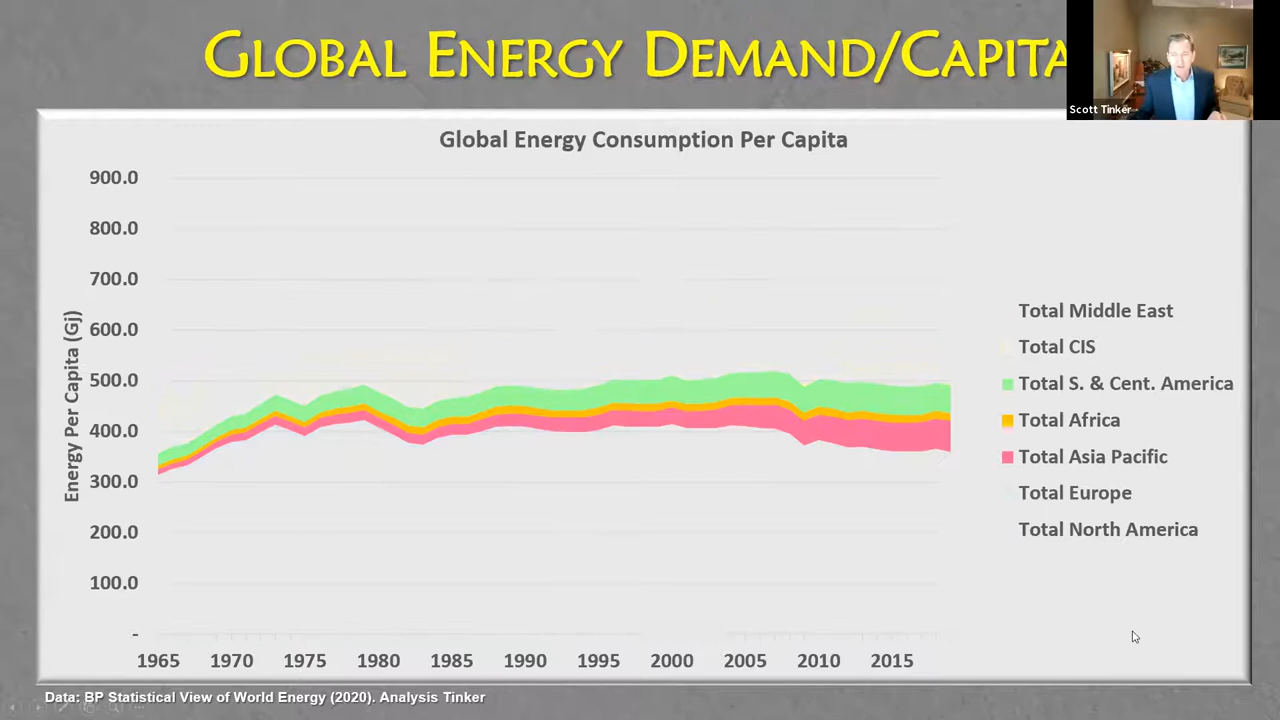 GLOBAL ENERGY DEMAND/CAPITA
Scott Tinker
Global Energy Consumption Per Capita
900.0
800.0
700.0
600.0
500.0
400.0
300.0
200.0
100.0
-
Energy Per Capita (Gj)
1965 1970 1975 1980 1985 1990 1995 2000 2005 2010 2015
Total Middle East
Total CIS
Total S. & Cent. America
Total Africa
Total Asia Pacific
Total Europe
Total North America
Data: BP Statistical View of World Energy (2020). Analysis Tinker